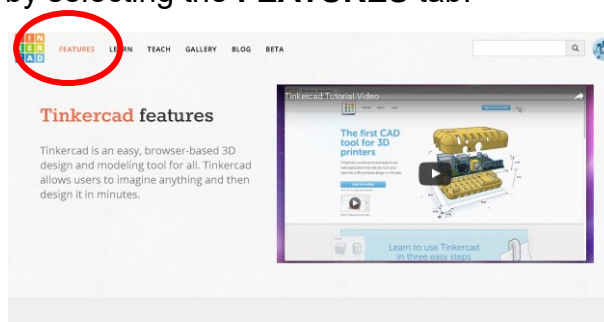 by selecting the FEATURES tab.
TIN
KER
CAD
FEATURES LEARN TEACH GALLERY BLOG BETA
Tinkercad features
Tinkercad is an easy, browser-based 3D
design and modeling tool for all. Tinkercad
allows users to imagine anything and then
design it in minutes.
Tinkercad Tutorial Video
The first CAD
tool for 3D
printers
Learn to use Tinkercad
in three easy steps